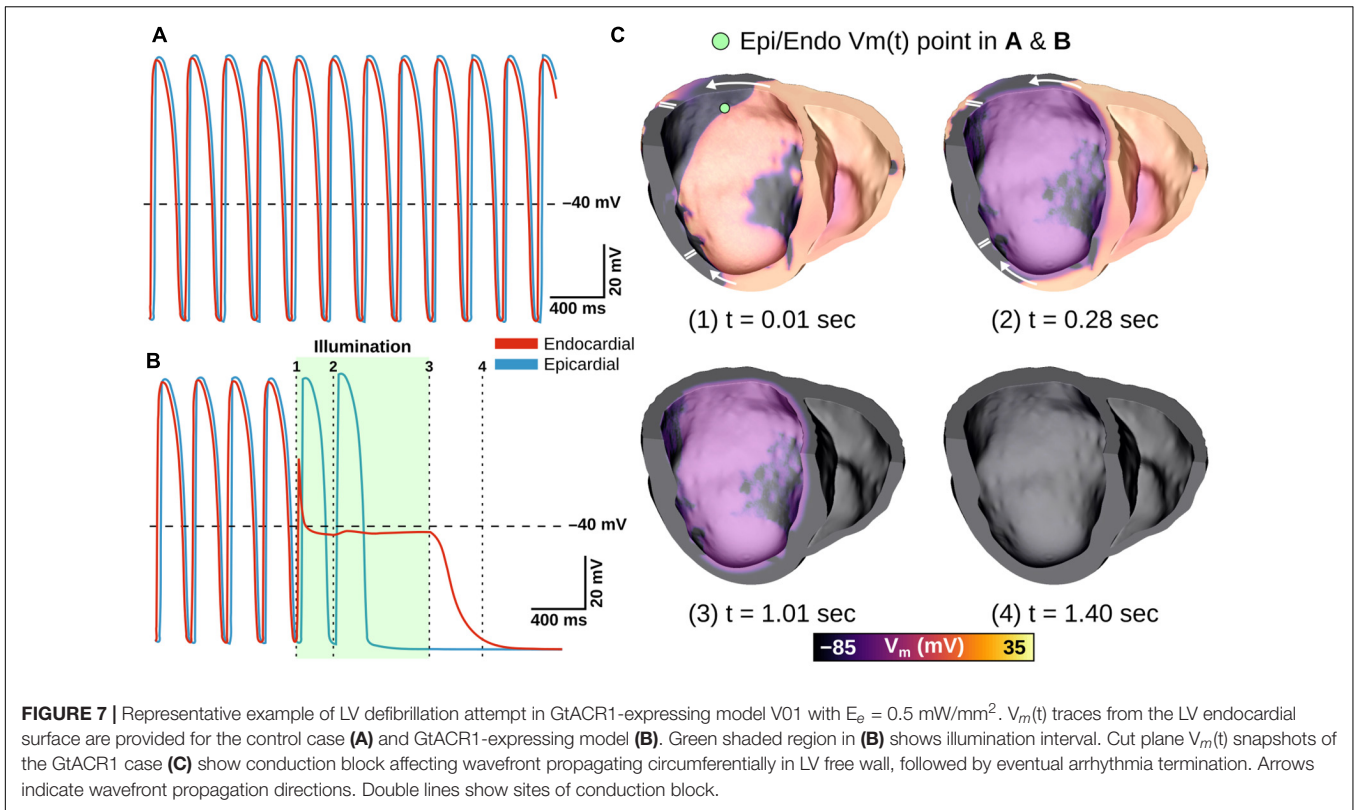 A
−40 mV
20 mV
400 ms
Endocardial
Epicardial
B
Illumination
1 2 3 4
−40 mV
20 mV
400 ms
C
Epi/Endo Vm(t) point in A & B
(1) t = 0.01 sec
(2) t = 0.28 sec
(3) t = 1.01 sec
(4) t = 1.40 sec
−85 Vm (mV) 35
FIGURE 7 | Representative example of LV defibrillation attempt in GtACR1-expressing model V01 with Ee = 0.5 mW/mm². Vm(t) traces from the LV endocardial
surface are provided for the control case (A) and GtACR1-expressing model (B). Green shaded region in (B) shows illumination interval. Cut plane Vm(t) snapshots of
the GtACR1 case (C) show conduction block affecting wavefront propagating circumferentially in LV free wall, followed by eventual arrhythmia termination. Arrows
indicate wavefront propagation directions. Double lines show sites of conduction block.